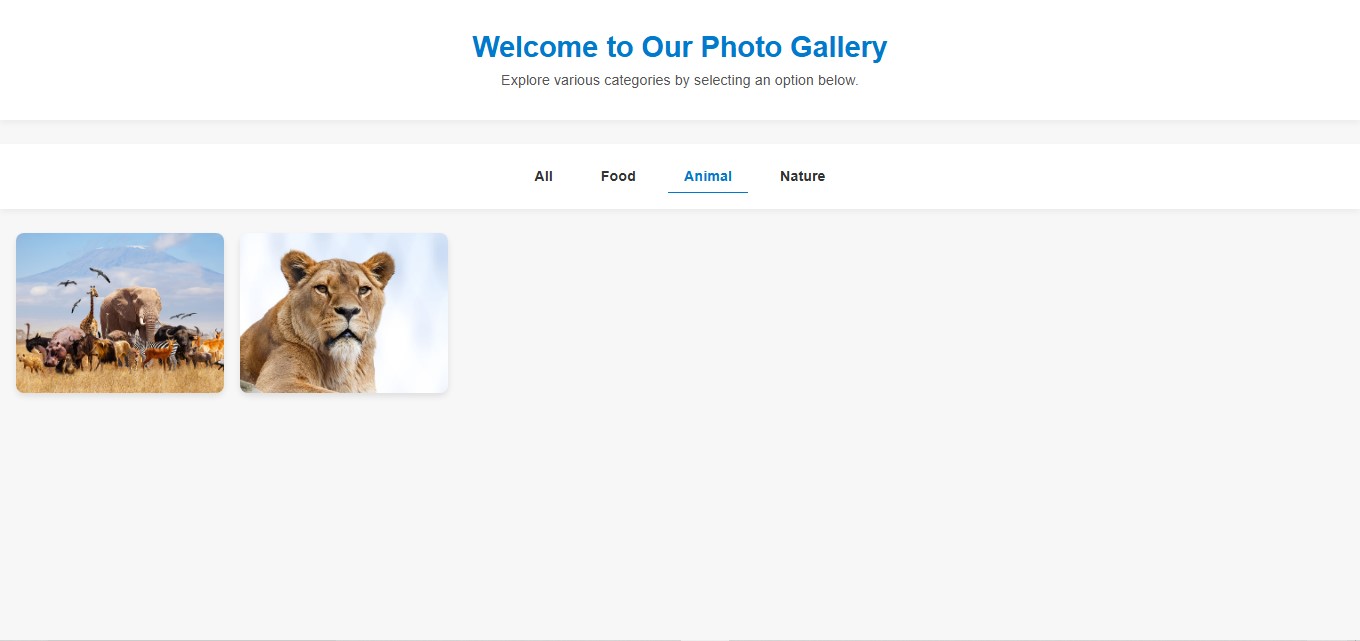 Welcome to Our Photo Gallery
Explore various categories by selecting an option below.
All Food Animal Nature